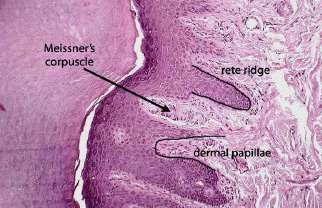 Meissner's
corpuscle
rete ridge
dermal papillae